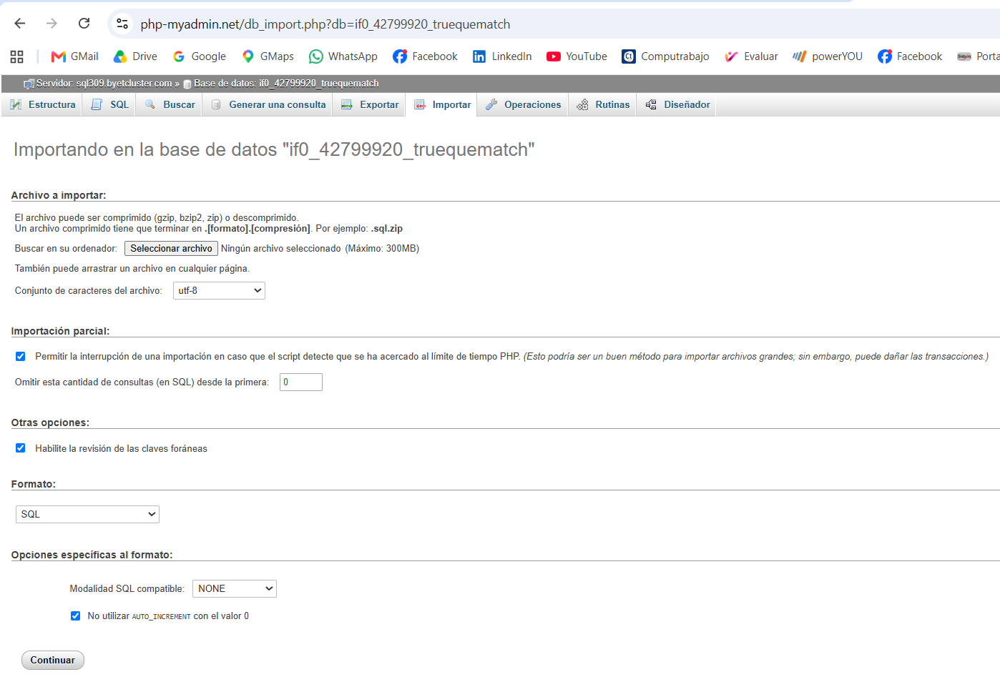 php-myadmin.net/db_import.php?db=if0_42799920_truequematch
GMail Drive Google GMaps WhatsApp Facebook LinkedIn YouTube Computrabajo Evaluar powerYOU Facebook Porta
Servidor: sql309.byetcluster.com » Base de datos: if0_42799920_truequematch
Estructura SQL Buscar Generar una consulta Exportar Importar Operaciones Rutinas Diseñador
Importando en la base de datos "if0_42799920_truequematch"
Archivo a importar:
El archivo puede ser comprimido (gzip, bzip2, zip) o descomprimido.
Un archivo comprimido tiene que terminar en .[formato].[compresión]. Por ejemplo: .sql.zip
Buscar en su ordenador: Seleccionar archivo Ningún archivo seleccionado (Máximo: 300MB)
También puede arrastrar un archivo en cualquier página.
Conjunto de caracteres del archivo: utf-8
Importación parcial:
Permitir la interrupción de una importación en caso que el script detecte que se ha acercado al límite de tiempo PHP. (Esto podría ser un buen método para importar archivos grandes; sin embargo, puede dañar las transacciones.)
Omitir esta cantidad de consultas (en SQL) desde la primera: 0
Otras opciones:
Habilite la revisión de las claves foráneas
Formato:
SQL
Opciones específicas al formato:
Modalidad SQL compatible: NONE
No utilizar AUTO_INCREMENT con el valor 0
Continuar